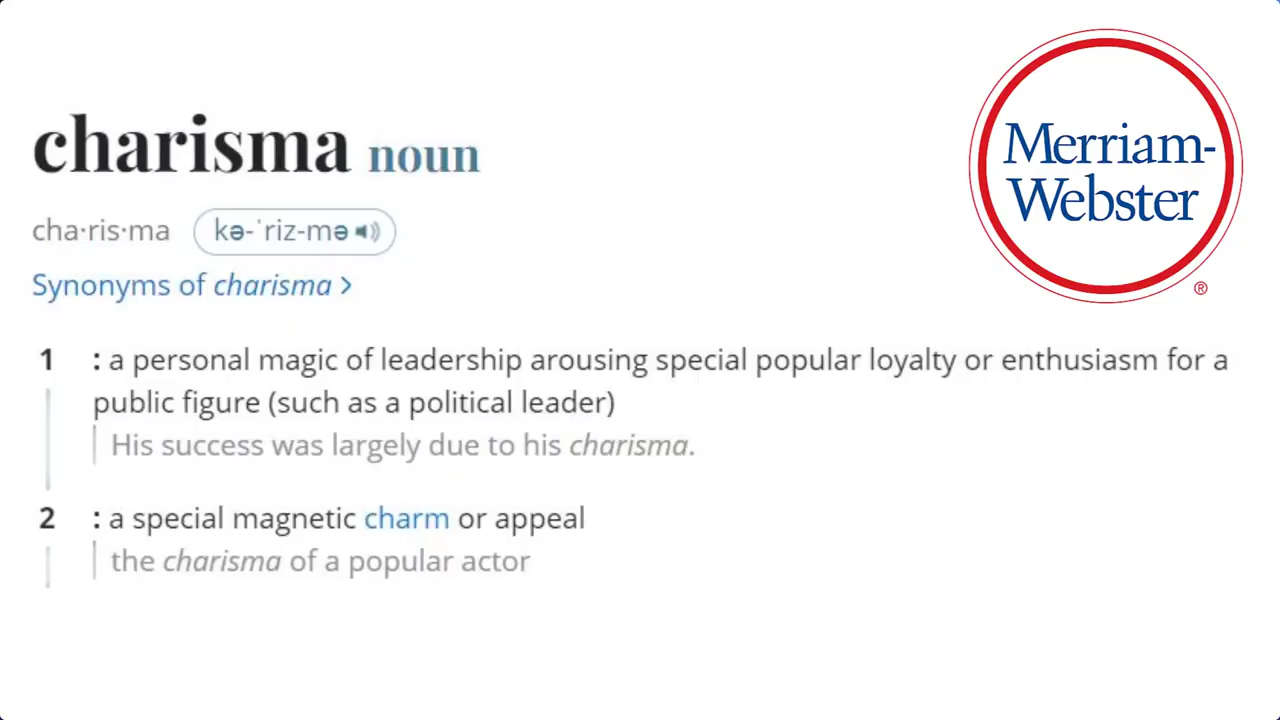 Merriam-
Webster
®
charisma noun
cha·ris·ma kə-ˈriz-mə
Synonyms of charisma >
1 : a personal magic of leadership arousing special popular loyalty or enthusiasm for a
public figure (such as a political leader)
His success was largely due to his charisma.
2 : a special magnetic charm or appeal
the charisma of a popular actor